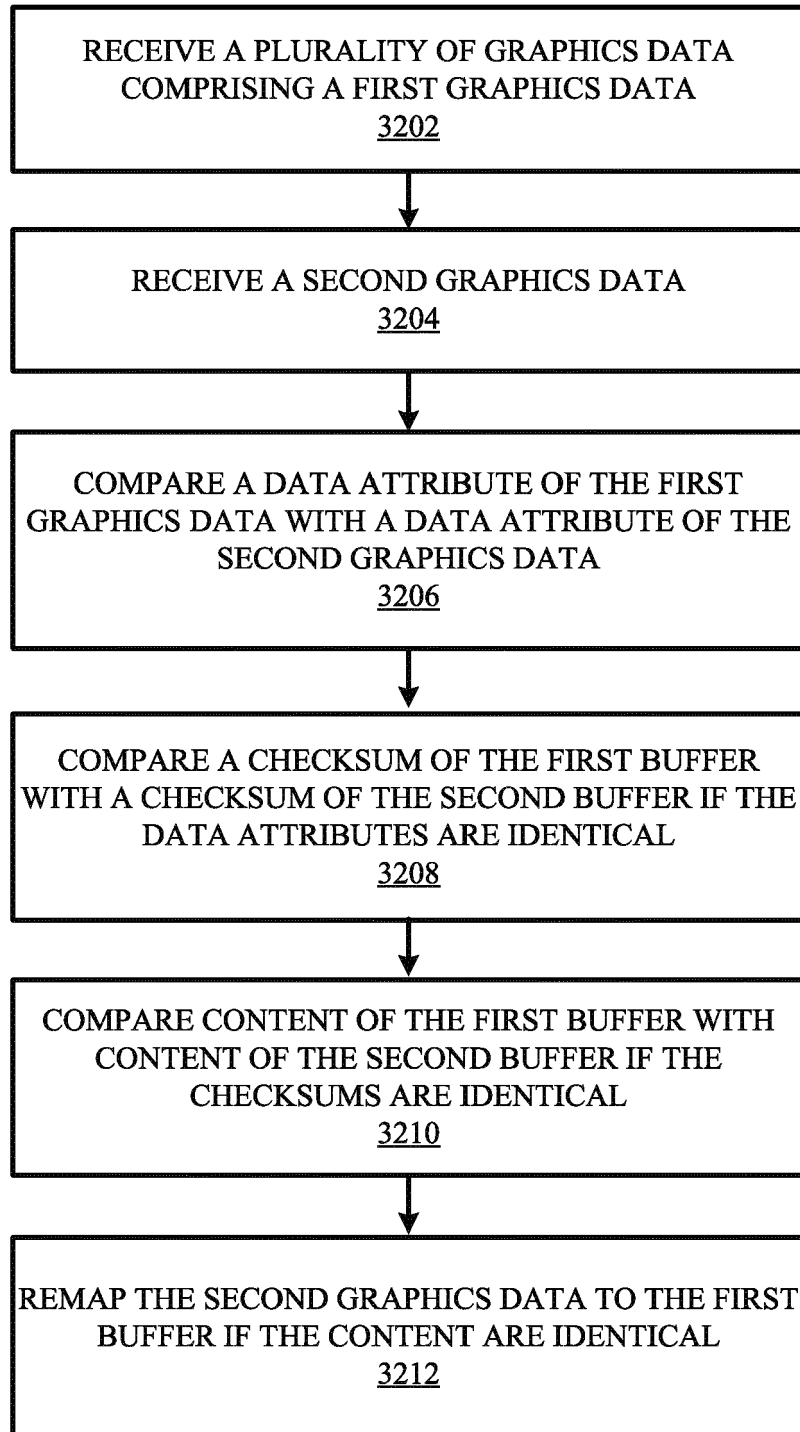 RECEIVE A PLURALITY OF GRAPHICS DATA
COMPRISING A FIRST GRAPHICS DATA
3202
RECEIVE A SECOND GRAPHICS DATA
3204
COMPARE A DATA ATTRIBUTE OF THE FIRST
GRAPHICS DATA WITH A DATA ATTRIBUTE OF THE
SECOND GRAPHICS DATA
3206
COMPARE A CHECKSUM OF THE FIRST BUFFER
WITH A CHECKSUM OF THE SECOND BUFFER IF THE
DATA ATTRIBUTES ARE IDENTICAL
3208
COMPARE CONTENT OF THE FIRST BUFFER WITH
CONTENT OF THE SECOND BUFFER IF THE
CHECKSUMS ARE IDENTICAL
3210
REMAP THE SECOND GRAPHICS DATA TO THE FIRST
BUFFER IF THE CONTENT ARE IDENTICAL
3212